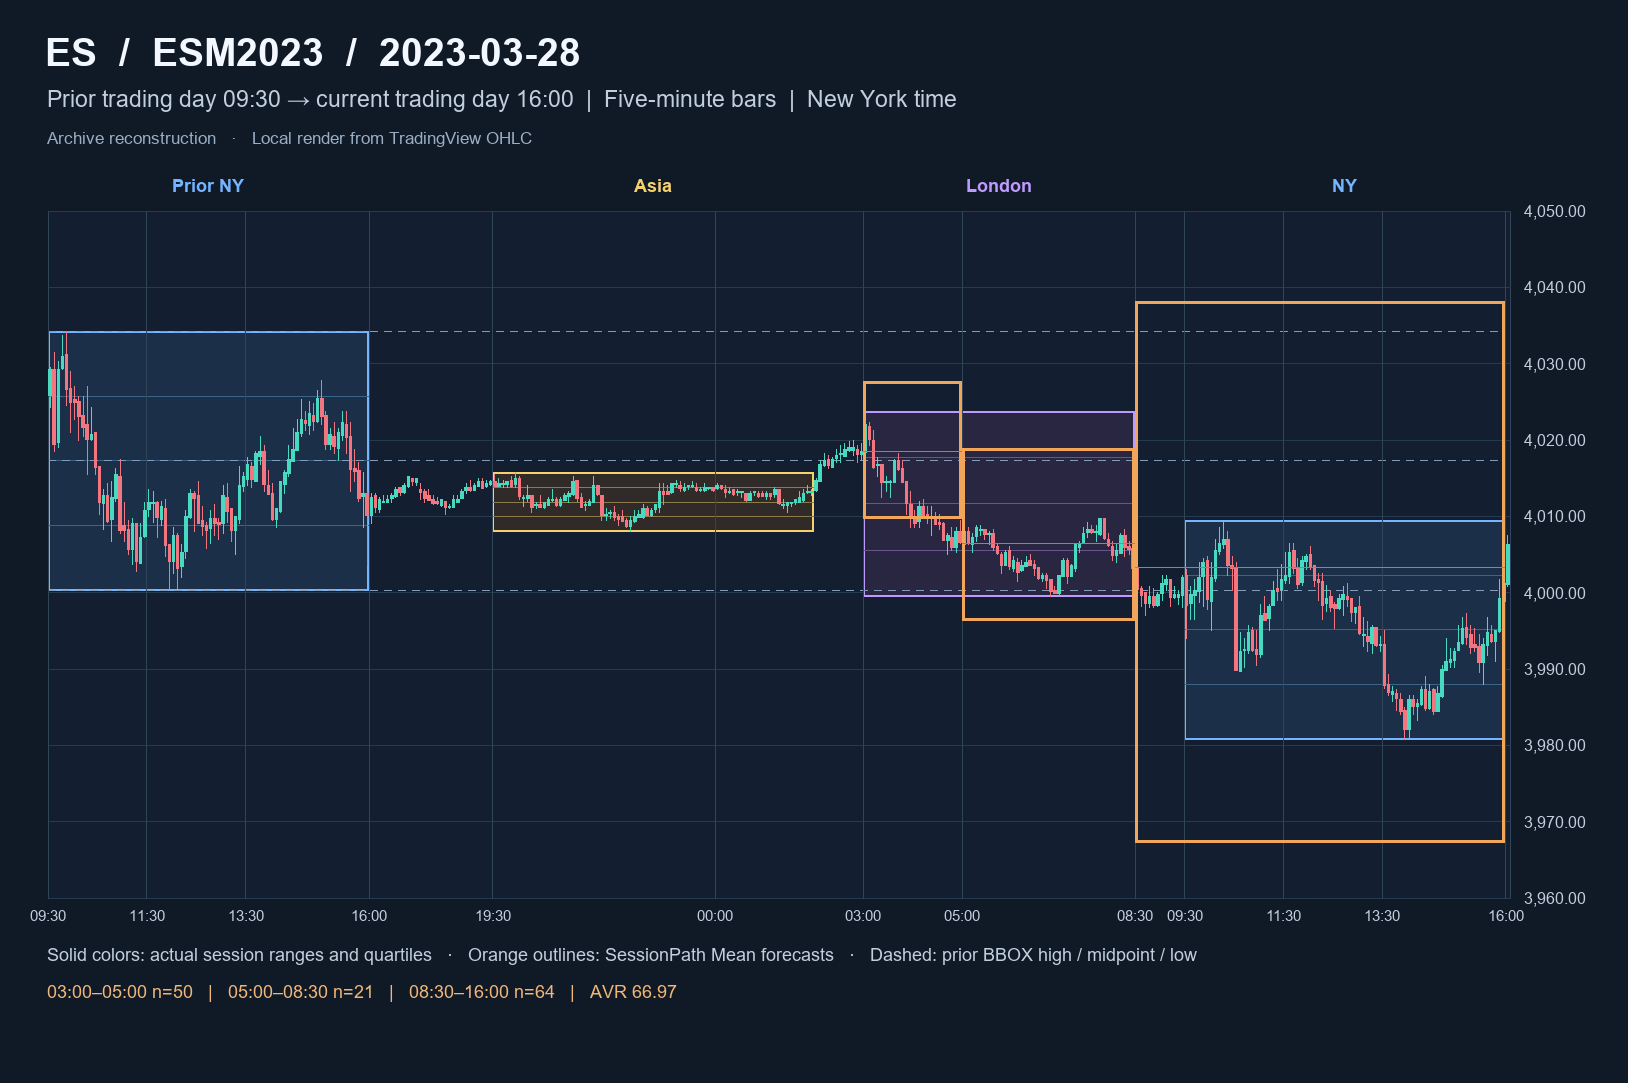 ES / ESM2023 / 2023-03-28
Prior trading day 09:30 → current trading day 16:00 | Five-minute bars | New York time
Archive reconstruction · Local render from TradingView OHLC
Prior NY Asia London NY
4,050.00
4,040.00
4,030.00
4,020.00
4,010.00
4,000.00
3,990.00
3,980.00
3,970.00
3,960.00
09:30 11:30 13:30 16:00 19:30 00:00 03:00 05:00 08:30 09:30 11:30 13:30 16:00
Solid colors: actual session ranges and quartiles · Orange outlines: SessionPath Mean forecasts · Dashed: prior BBOX high / midpoint / low
03:00–05:00 n=50 | 05:00–08:30 n=21 | 08:30–16:00 n=64 | AVR 66.97